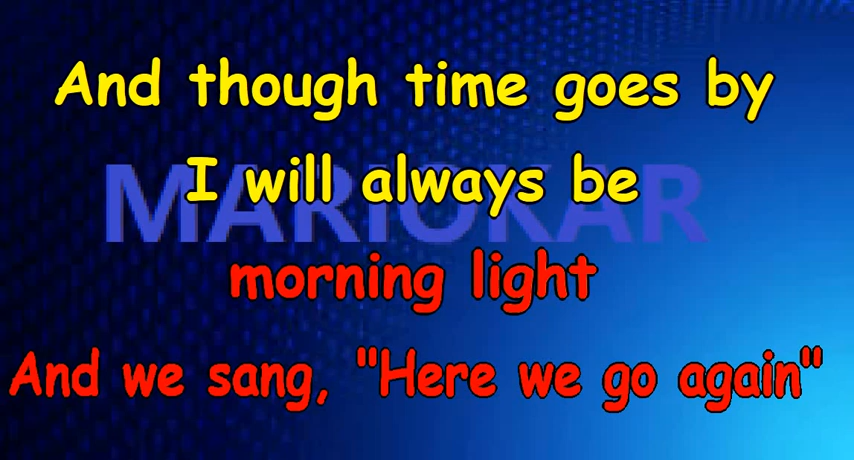 And though time goes by
I will always be
MARIOKAR
morning light
And we sang, "Here we go again"